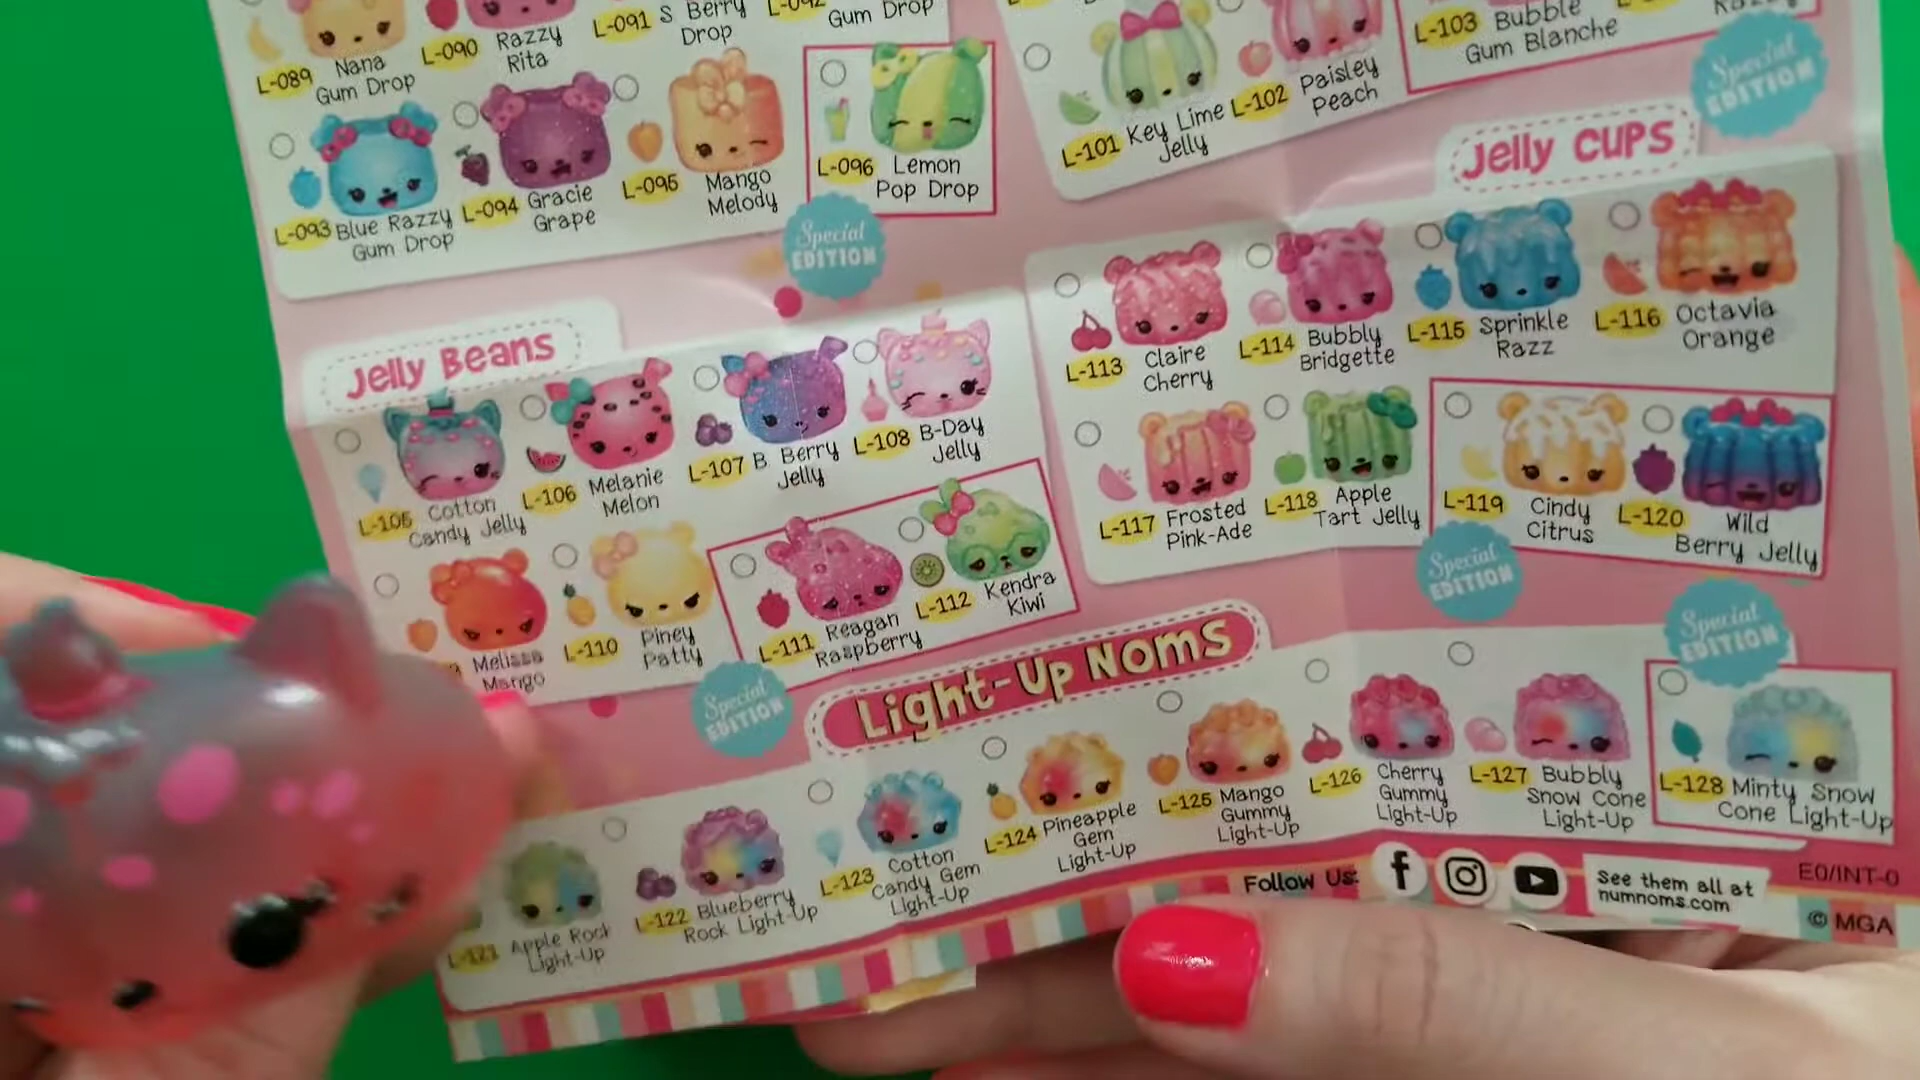 L-089 Nana
Gum Drop
L-090 Razzy
Rita
L-091 S Berry
Drop
L-092
Gum Drop
L-093 Blue Razzy
Gum Drop
L-094 Gracie
Grape
L-095 Mango
Melody
L-096 Lemon
Pop Drop
Special
EDITION
L-101 Key Lime
Jelly
L-102 Paisley
Peach
L-103 Bubble
Gum Blanche
Special
EDITION
Jelly Beans
L-105 Cotton
Candy Jelly
L-106 Melanie
Melon
L-107 B Berry
Jelly
L-108 B-Day
Jelly
Melissa
Mango
L-110 Piney
Patty
L-111 Reagan
Raspberry
L-112 Kendra
Kiwi
Special
EDITION
Jelly CUPS
L-113 Claire
Cherry
L-114 Bubbly
Bridgette
L-115 Sprinkle
Razz
L-116 Octavia
Orange
L-117 Frosted
Pink-Ade
L-118 Apple
Tart Jelly
L-119 Cindy
Citrus
L-120 Wild
Berry Jelly
Special
EDITION
Light-Up Noms
L-121 Apple Rock
Light-Up
L-122 Blueberry
Rock Light-Up
L-123 Cotton
Candy Gem
Light-Up
L-124 Pineapple
Gem
Light-Up
L-125 Mango
Gummy
Light-Up
L-126 Cherry
Gummy
Light-Up
L-127 Bubbly
Snow Cone
Light-Up
L-128 Minty Snow
Cone Light-Up
Special
EDITION
Follow Us:
See them all at
numnoms.com
E0/INT-0
© MGA